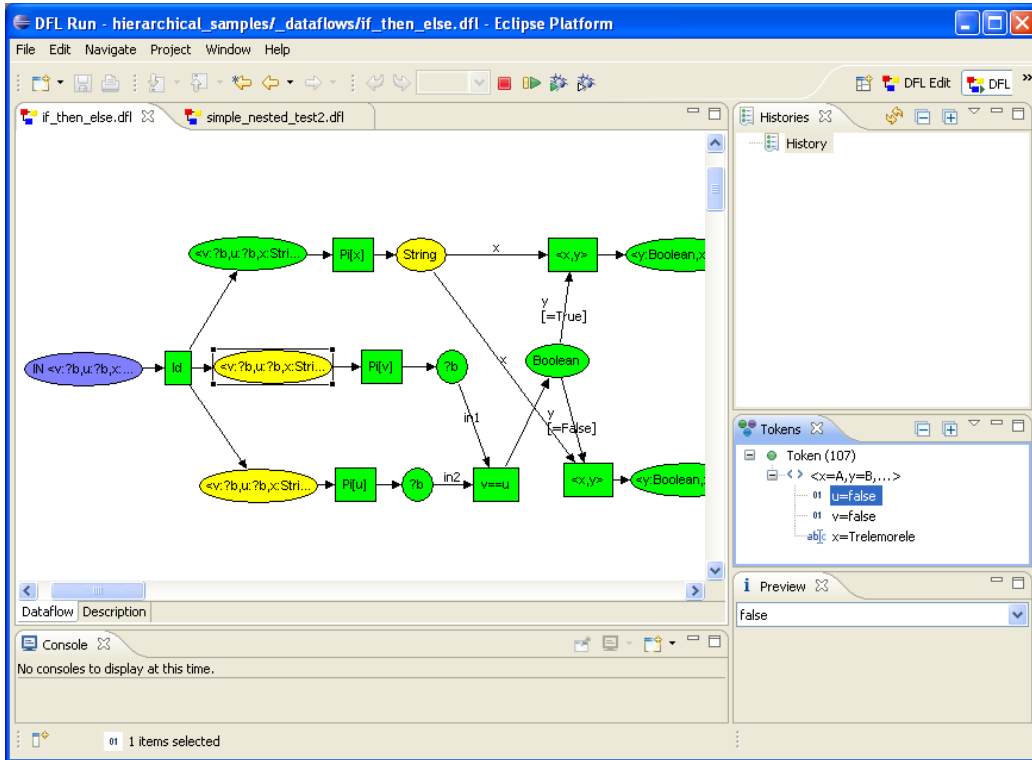 DFL Run - hierarchical_samples/_dataflows/if_then_else.dfl - Eclipse Platform
File Edit Navigate Project Window Help
DFL Edit DFL »
if_then_else.dfl simple_nested_test2.dfl
Histories
History
<v:?b,u:?b,x:Stri... Pi[x] String x <x,y> <y:Boolean,x
y
[=True]
IN <v:?b,u:?b,x:... Id <v:?b,u:?b,x:Stri... Pi[v] ?b x Boolean
in1
y
[=False]
<v:?b,u:?b,x:Stri... Pi[u] ?b in2 v==u <x,y> <y:Boolean,
Tokens
Token (107)
<x=A,y=B,...>
01 u=false
01 v=false
abc x=Trelemorele
Dataflow Description
i Preview
false
Console
No consoles to display at this time.
01 1 items selected